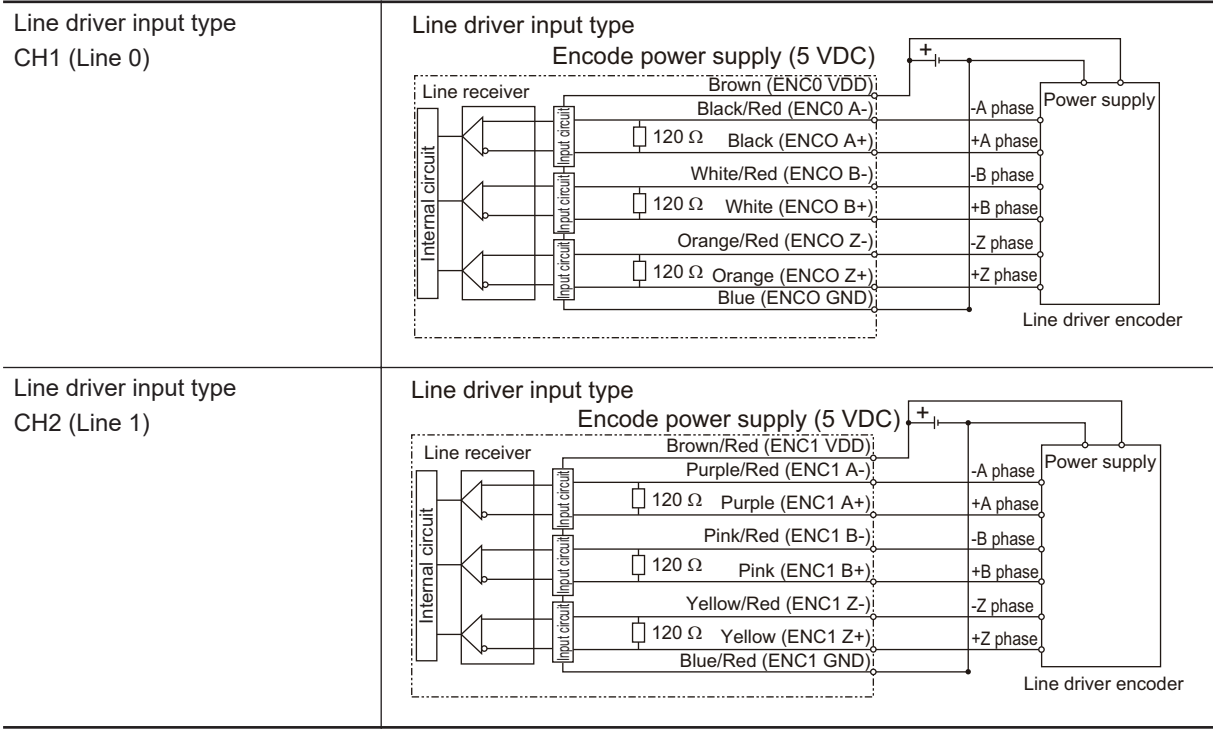 Line driver input type
CH1 (Line 0)
Line driver input type
Encode power supply (5 VDC)
+
Line receiver
Brown (ENC0 VDD)
Power supply
Black/Red (ENC0 A-)
-A phase
Input circuit
120 Ω
Black (ENCO A+)
+A phase
Internal circuit
White/Red (ENCO B-)
-B phase
Input circuit
120 Ω
White (ENCO B+)
+B phase
Orange/Red (ENCO Z-)
-Z phase
Input circuit
120 Ω
Orange (ENCO Z+)
+Z phase
Blue (ENCO GND)
Line driver encoder
Line driver input type
CH2 (Line 1)
Line driver input type
Encode power supply (5 VDC)
+
Line receiver
Brown/Red (ENC1 VDD)
Power supply
Purple/Red (ENC1 A-)
-A phase
Input circuit
120 Ω
Purple (ENC1 A+)
+A phase
Internal circuit
Pink/Red (ENC1 B-)
-B phase
Input circuit
120 Ω
Pink (ENC1 B+)
+B phase
Yellow/Red (ENC1 Z-)
-Z phase
Input circuit
120 Ω
Yellow (ENC1 Z+)
+Z phase
Blue/Red (ENC1 GND)
Line driver encoder